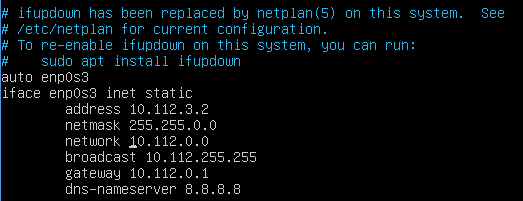 # ifupdown has been replaced by netplan(5) on this system.  See
# /etc/netplan for current configuration.
# To re-enable ifupdown on this system, you can run:
#    sudo apt install ifupdown
auto enp0s3
iface enp0s3 inet static
        address 10.112.3.2
        netmask 255.255.0.0
        network 10.112.0.0
        broadcast 10.112.255.255
        gateway 10.112.0.1
        dns-nameserver 8.8.8.8